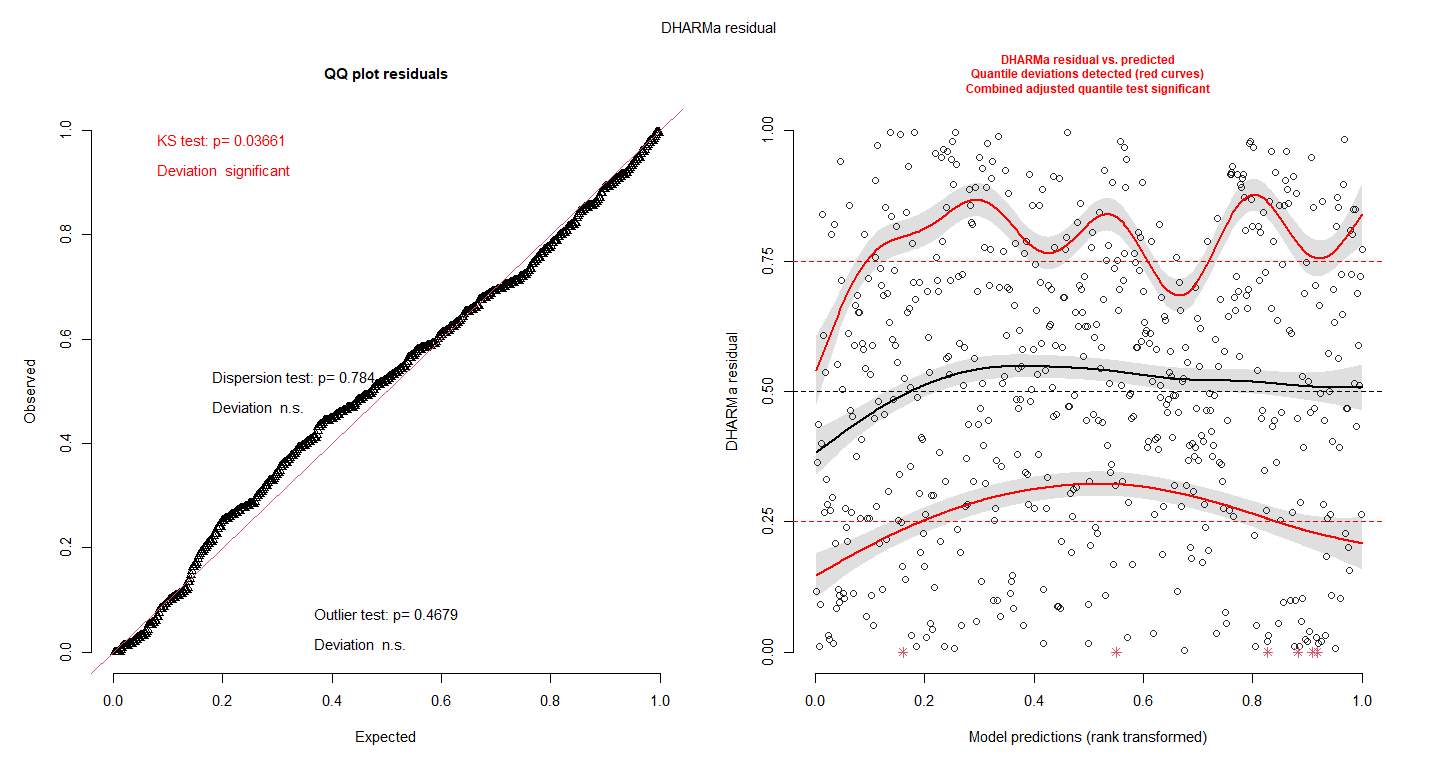 DHARMa residual
QQ plot residuals
KS test: p= 0.03661
Deviation significant
Dispersion test: p= 0.784
Deviation n.s.
Outlier test: p= 0.4679
Deviation n.s.
Observed
0.0
0.2
0.4
0.6
0.8
1.0
0.0
0.2
0.4
0.6
0.8
1.0
Expected
DHARMa residual vs. predicted
Quantile deviations detected (red curves)
Combined adjusted quantile test significant
DHARMa residual
0.00
0.25
0.50
0.75
1.00
0.0
0.2
0.4
0.6
0.8
1.0
Model predictions (rank transformed)